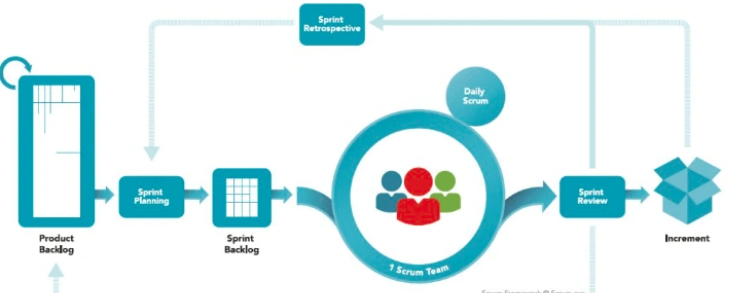 Sprint
Retrospective
Daily
Scrum
Sprint
Planning
Sprint
Review
Product
Backlog
Sprint
Backlog
1 Scrum Team
Increment